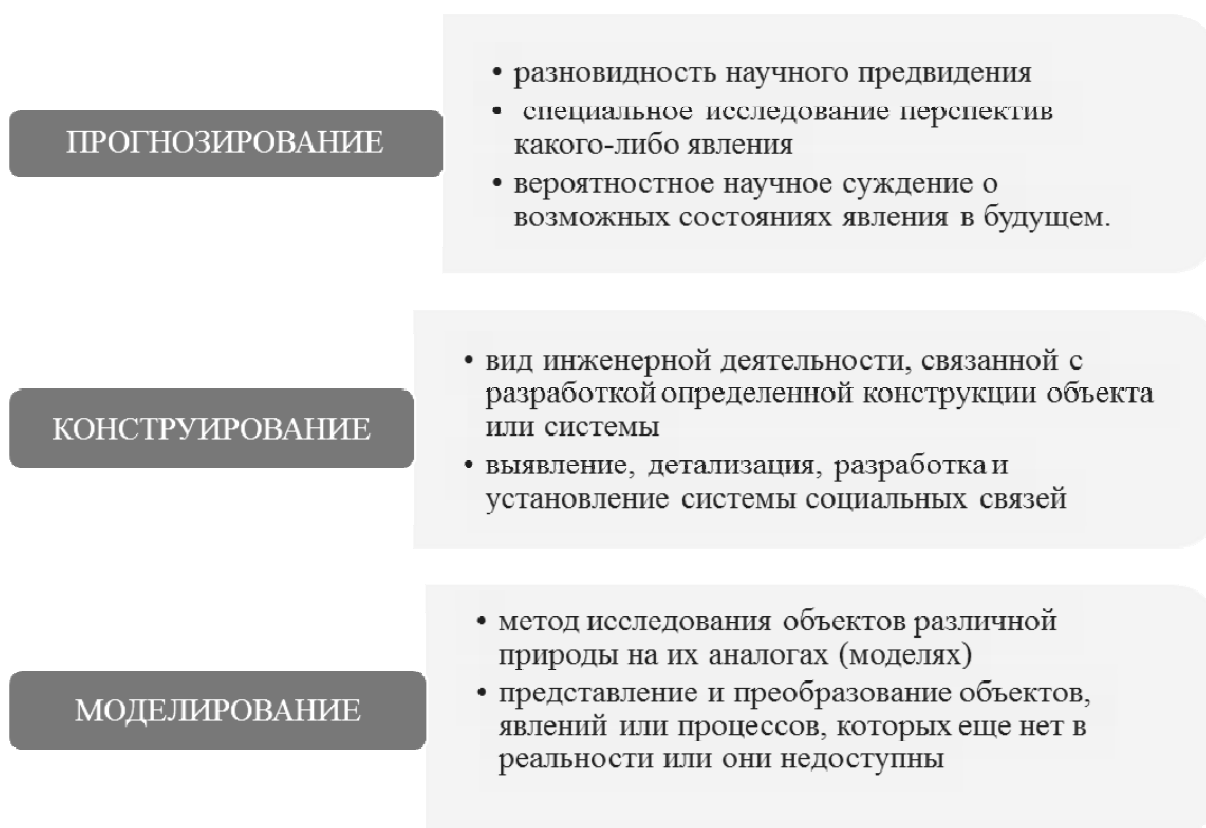 ПРОГНОЗИРОВАНИЕ
• разновидность научного предвидения
• специальное исследование перспектив
какого-либо явления
• вероятностное научное суждение о
возможных состояниях явления в будущем.
КОНСТРУИРОВАНИЕ
• вид инженерной деятельности, связанной с
разработкой определенной конструкции объекта
или системы
• выявление, детализация, разработка и
установление системы социальных связей
МОДЕЛИРОВАНИЕ
• метод исследования объектов различной
природы на их аналогах (моделях)
• представление и преобразование объектов,
явлений или процессов, которых еще нет в
реальности или они недоступны